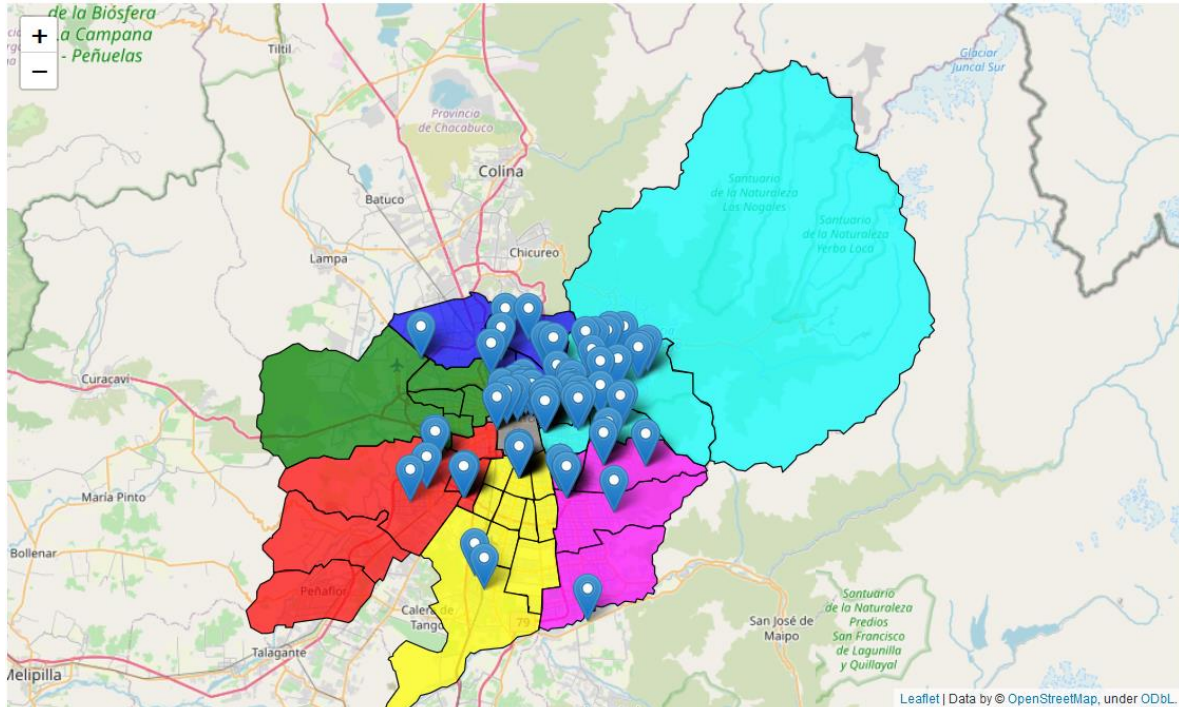 de la Biósfera
La Campana
- Peñuelas
+
−
Tiltil
Glaciar
Juncal Sur
Provincia
de Chacabuco
Colina
Batuco
Santuario
de la Naturaleza
Los Nogales
Santuario
de la Naturaleza
Yerba Loca
Chicureo
Lampa
Curacaví
María Pinto
Bollenar
Peñaflor
Calera de
Tango
79
Talagante
Melipilla
San José de
Maipo
Santuario
de la Naturaleza
Predios
San Francisco
de Lagunilla
y Quillayal
Leaflet | Data by © OpenStreetMap, under ODbL.